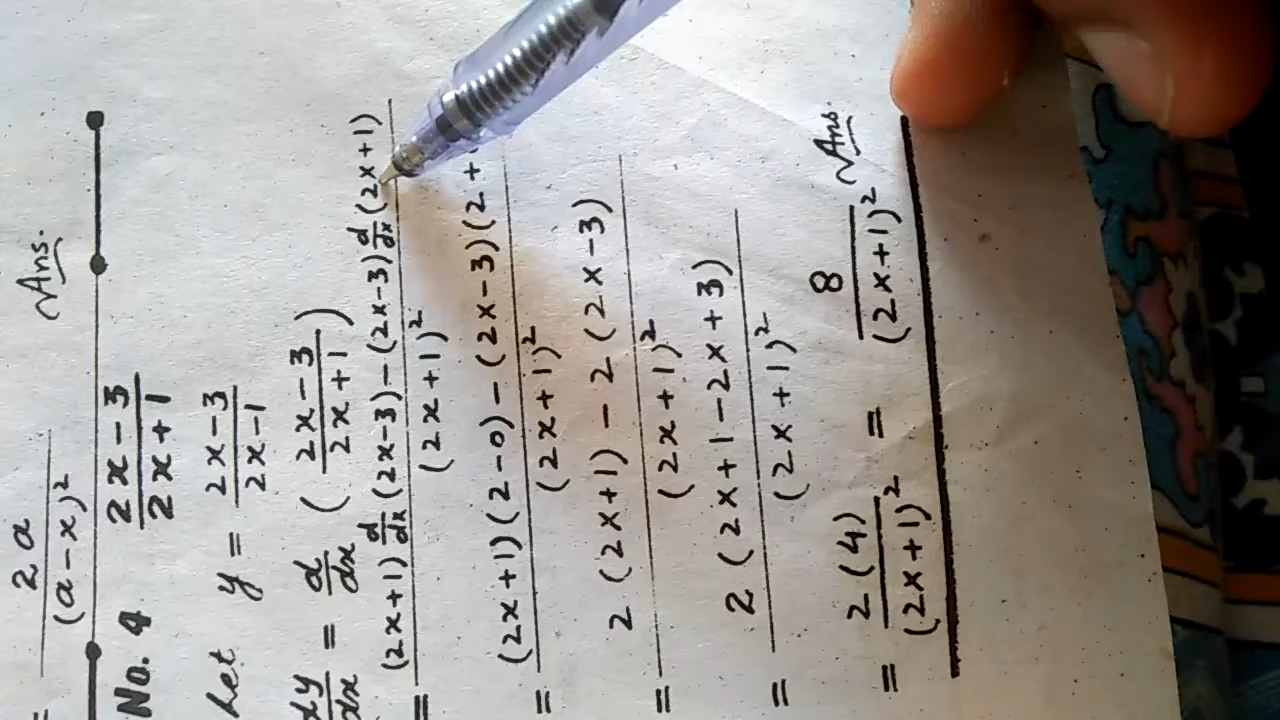 = 2a / (a-x)² Ans.
No. 4 2x-3 / 2x+1
Let y = 2x-3 / 2x-1
dy/dx = d/dx (2x-3 / 2x+1)
= (2x+1) d/dx (2x-3) - (2x-3) d/dx (2x+1) / (2x+1)²
= (2x+1)(2-0) - (2x-3)(2+ / (2x+1)²
= 2(2x+1) - 2(2x-3) / (2x+1)²
= 2(2x+1-2x+3) / (2x+1)²
= 2(4) / (2x+1)² = 8 / (2x+1)² Ans.